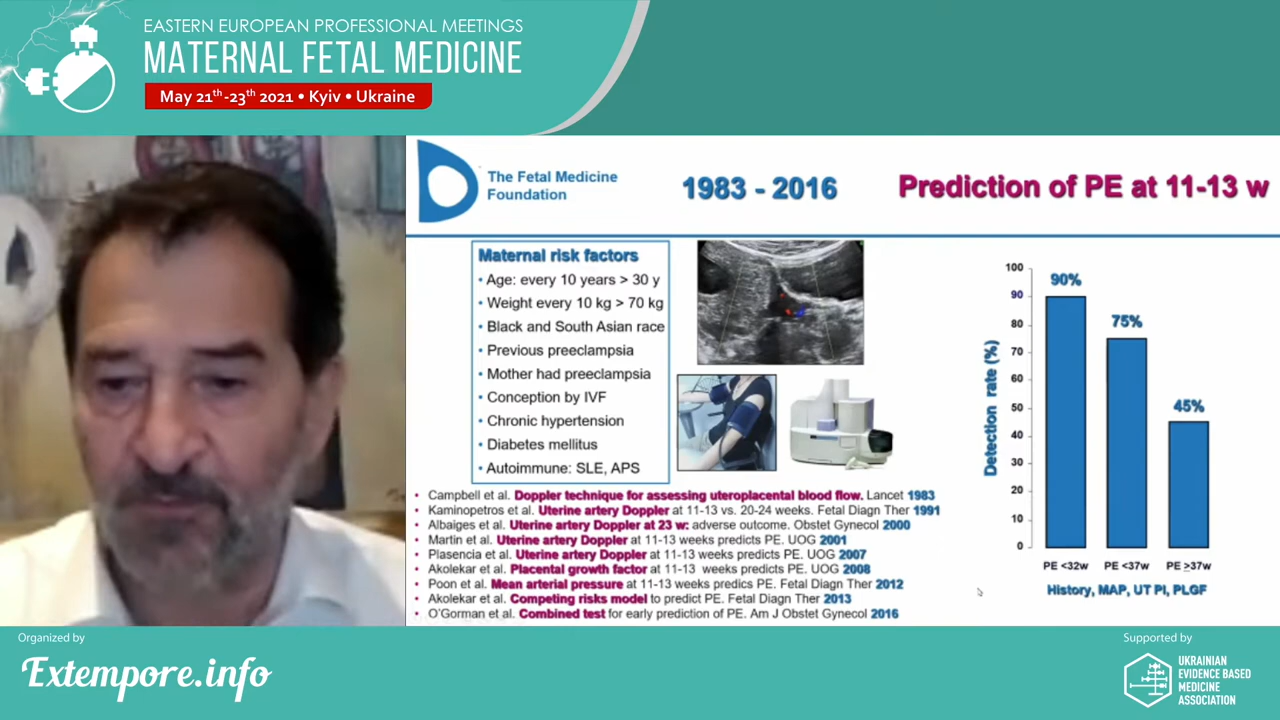 EASTERN EUROPEAN PROFESSIONAL MEETINGS
MATERNAL FETAL MEDICINE
May 21th-23th 2021 • Kyiv • Ukraine
The Fetal Medicine
Foundation
1983 - 2016
Prediction of PE at 11-13 w
Maternal risk factors
• Age: every 10 years > 30 y
• Weight every 10 kg > 70 kg
• Black and South Asian race
• Previous preeclampsia
• Mother had preeclampsia
• Conception by IVF
• Chronic hypertension
• Diabetes mellitus
• Autoimmune: SLE, APS
• Campbell et al. Doppler technique for assessing uteroplacental blood flow. Lancet 1983
• Kaminopetros et al. Uterine artery Doppler at 11-13 vs. 20-24 weeks. Fetal Diagn Ther 1991
• Albaiges et al. Uterine artery Doppler at 23 w: adverse outcome. Obstet Gynecol 2000
• Martin et al. Uterine artery Doppler at 11-13 weeks predicts PE. UOG 2001
• Plasencia et al. Uterine artery Doppler at 11-13 weeks predicts PE. UOG 2007
• Akolekar et al. Placental growth factor at 11-13 weeks predicts PE. UOG 2008
• Poon et al. Mean arterial pressure at 11-13 weeks predics PE. Fetal Diagn Ther 2012
• Akolekar et al. Competing risks model to predict PE. Fetal Diagn Ther 2013
• O'Gorman et al. Combined test for early prediction of PE. Am J Obstet Gynecol 2016
Detection rate (%)
100
90
80
70
60
50
40
30
20
10
0
90%
75%
45%
PE <32w PE <37w PE ≥37w
History, MAP, UT PI, PLGF
Organized by
Extempore.info
Supported by
UKRAINIAN
EVIDENCE BASED
MEDICINE
ASSOCIATION